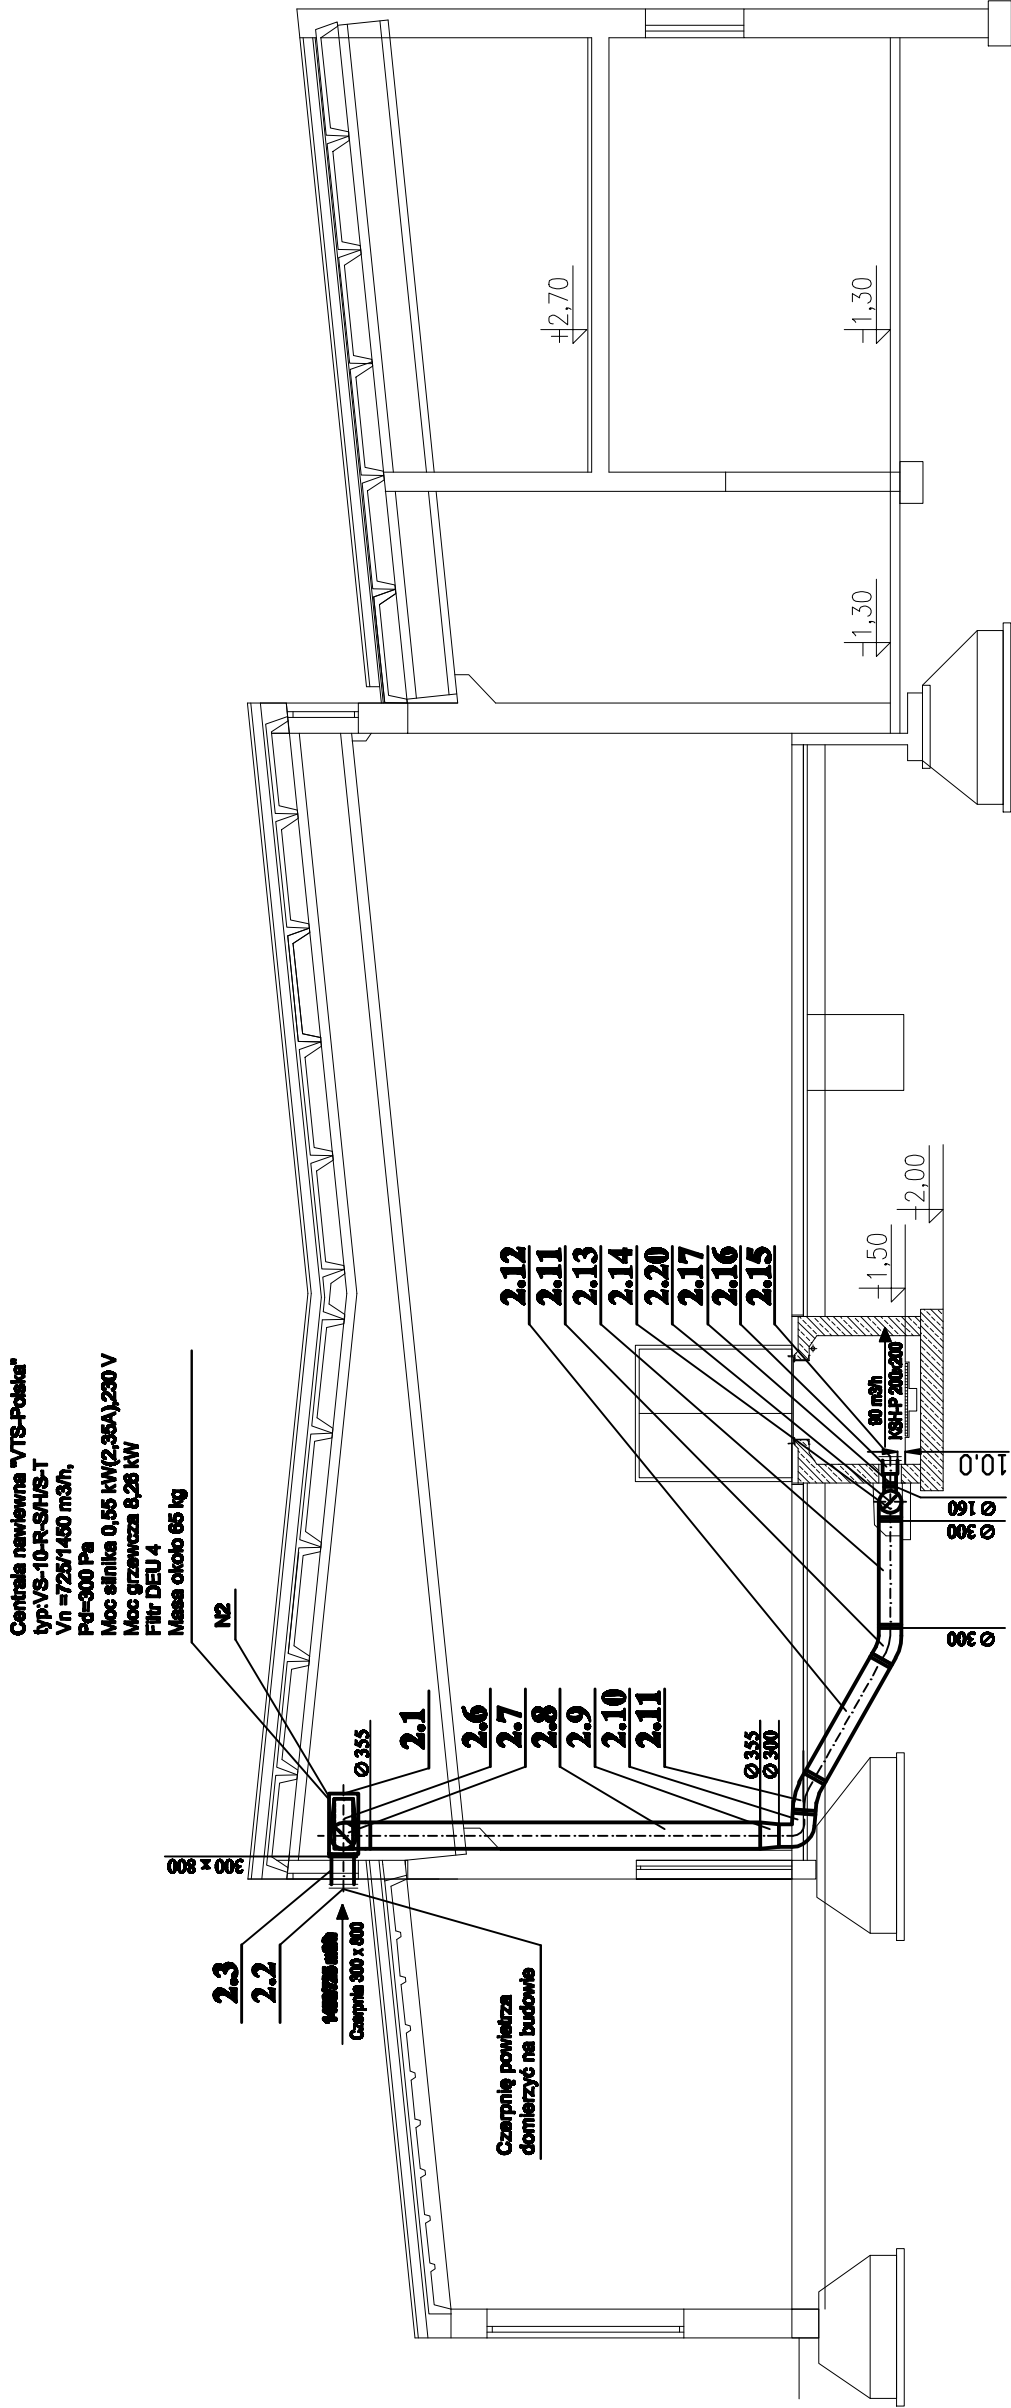 Centrala nawiewna "VTS-Polska"
typ:VS-10-R-S/H/S-T
Vn =725/1450 m3/h,
Pd=300 Pa
Moc silnika 0,55 kW(2,35A),230 V
Moc grzewcza 8,26 kW
Filtr DEU 4
Masa około 65 kg
N2
2.3
2.2
300 x 800
Czerpnia 300 x 800
Czerpnię powietrza
domierzyć na budowie
Ø 355
2.1
2.6
2.7
2.8
2.9
2.10
2.11
Ø 355
Ø 300
2.12
2.11
2.13
2.14
2.20
2.17
2.16
2.15
90 m3/h
KSH-P 200x200
10.0
Ø 160
Ø 300
Ø 300
1,50
2,00
+2,70
1,30
1,30